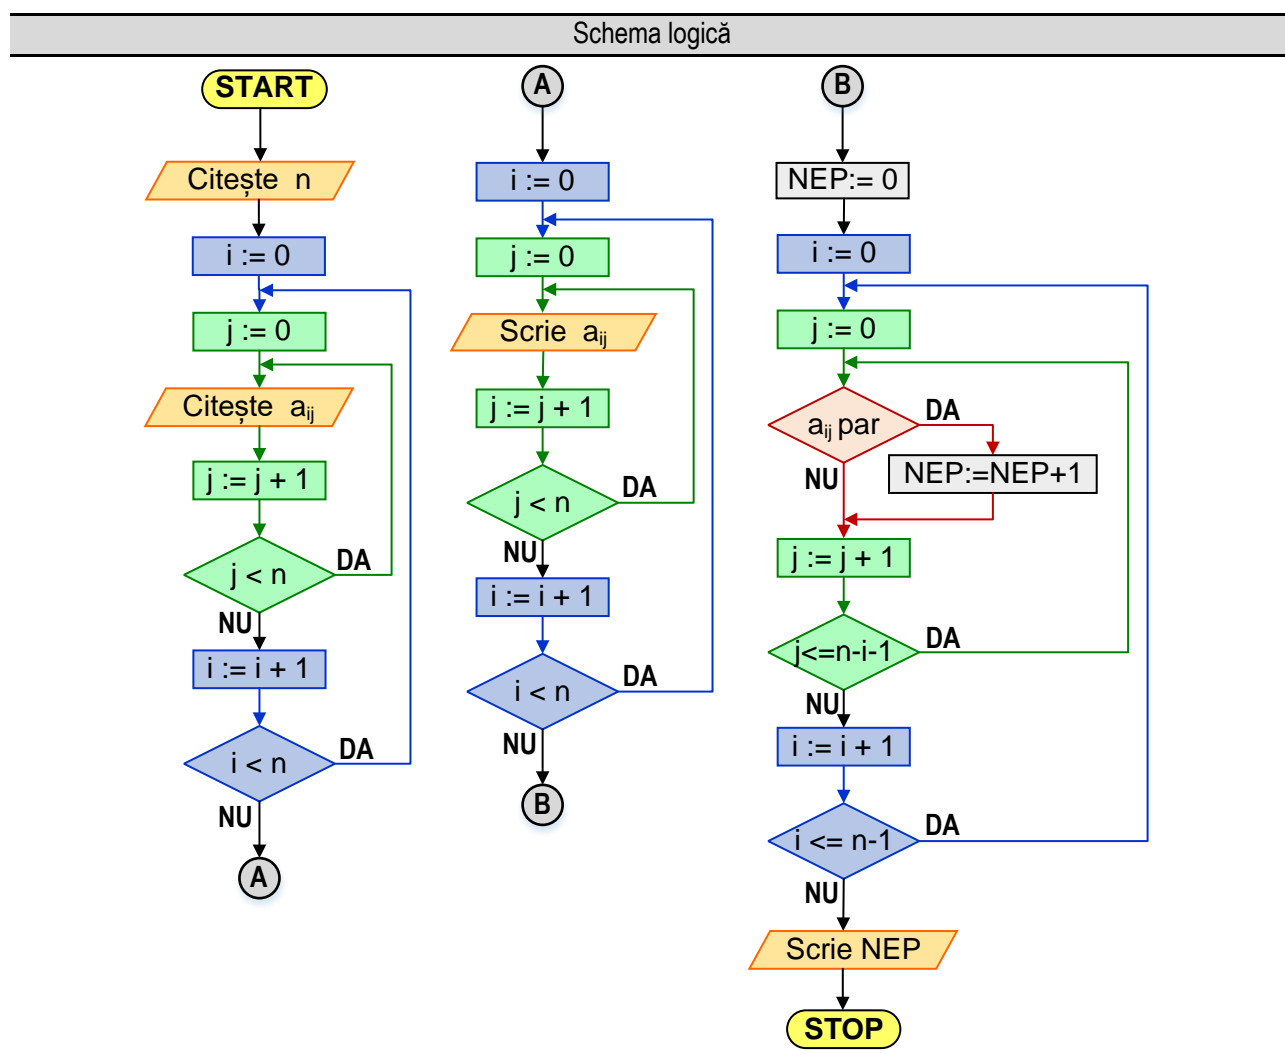 Schema logică
START
Citește n
i := 0
j := 0
Citește aij
j := j + 1
j < n
DA
NU
i := i + 1
i < n
DA
NU
A
A
i := 0
j := 0
Scrie aij
j := j + 1
j < n
DA
NU
i := i + 1
i < n
DA
NU
B
B
NEP:= 0
i := 0
j := 0
aij par
DA
NEP:=NEP+1
NU
j := j + 1
j<=n-i-1
DA
NU
i := i + 1
i <= n-1
DA
NU
Scrie NEP
STOP